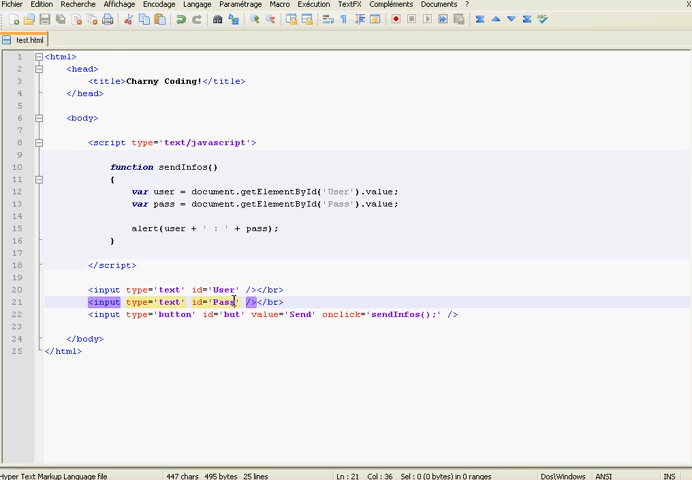 Fichier Edition Recherche Affichage Encodage Langage Paramétrage Macro Exécution TextFX Compléments Documents ? X
test.html
1 <html>
2 <head>
3 <title>Charny Coding!</title>
4 </head>
5
6 <body>
7
8 <script type='text/javascript'>
9
10 function sendInfos()
11 {
12 var user = document.getElementById('User').value;
13 var pass = document.getElementById('Pass').value;
14
15 alert(user + ' : ' + pass);
16 }
17
18 </script>
19
20 <input type='text' id='User' /></br>
21 <input type='text' id='Pass' /></br>
22 <input type='button' id='but' value='Send' onclick='sendInfos();' />
23
24 </body>
25 </html>
Hyper Text Markup Language file 447 chars 495 bytes 25 lines Ln : 21 Col : 36 Sel : 0 (0 bytes) in 0 ranges Dos\Windows ANSI INS